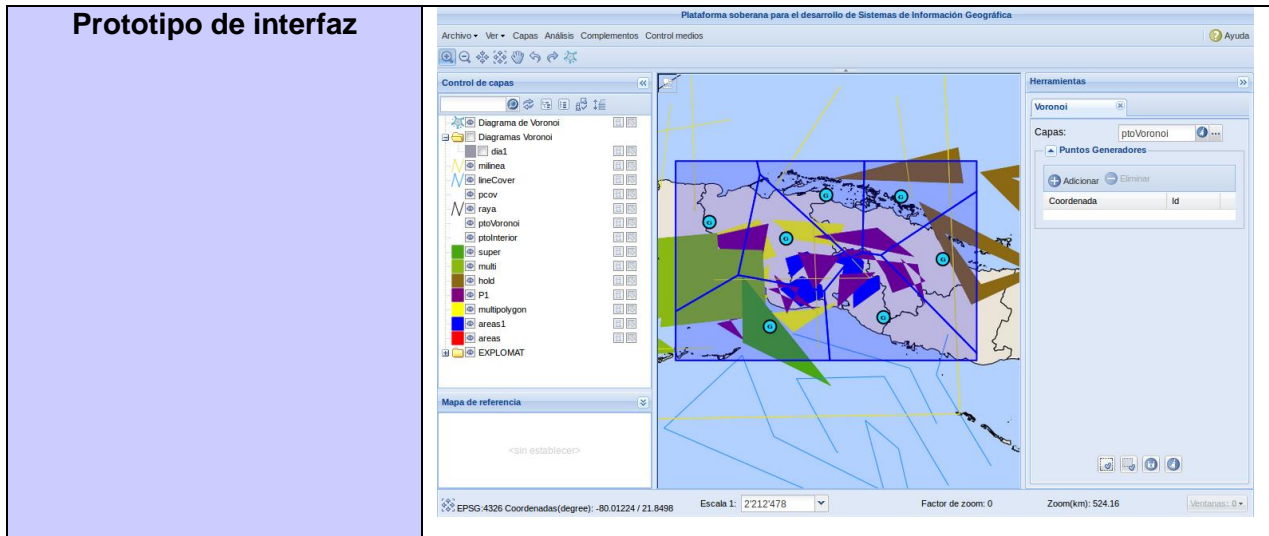 Prototipo de interfaz
Plataforma soberana para el desarrollo de Sistemas de Información Geográfica
Archivo Ver Capas Análisis Complementos Control medios
Ayuda
Control de capas
Diagrama de Voronoi
Diagramas Voronoi
dia1
milinea
lineCover
pcov
raya
ptoVoronoi
ptoInterior
super
multi
hold
P1
multipolygon
areas1
areas
EXPLOMAT
Mapa de referencia
<sin establecer>
G
G
G
G
G
G
G
Herramientas
Voronoi
Capas: ptoVoronoi ...
Puntos Generadores
Adicionar Eliminar
Coordenada Id
EPSG:4326 Coordenadas(degree): -80.01224 / 21.8498
Escala 1: 2'212'478
Factor de zoom: 0
Zoom(km): 524.16
Ventanas: 0